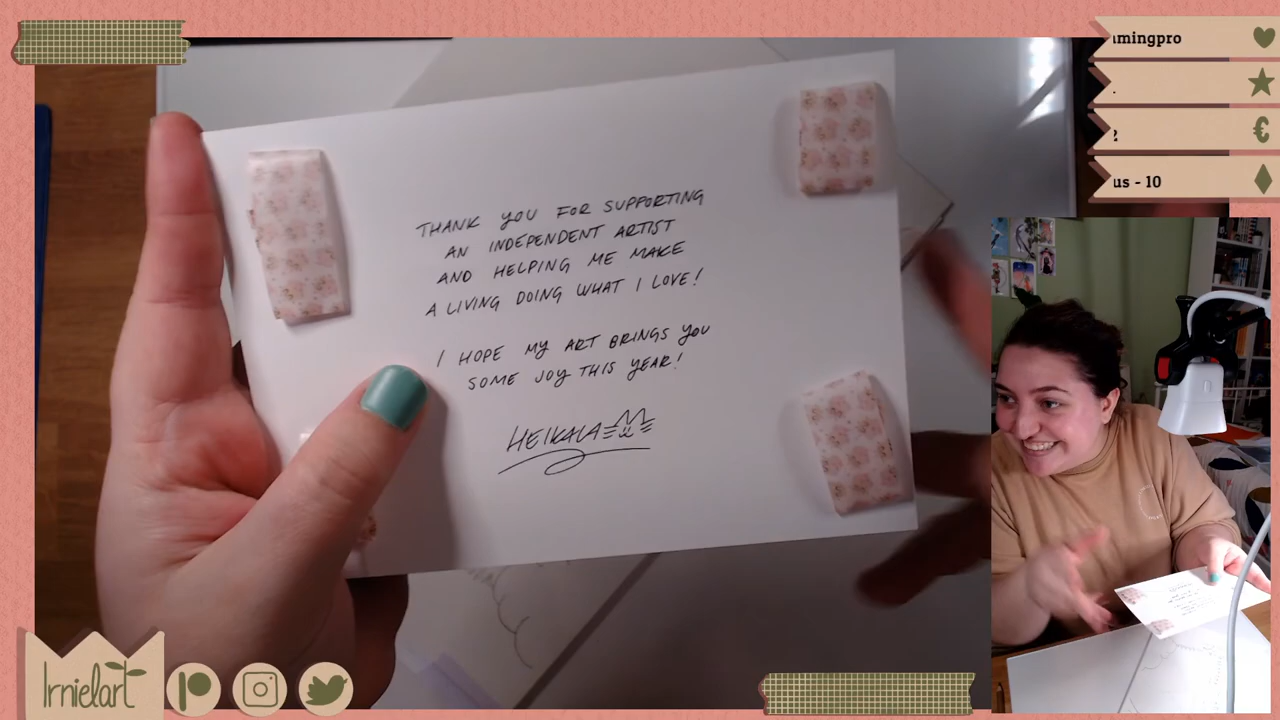 mingpro
us - 10
THANK YOU FOR SUPPORTING
AN INDEPENDENT ARTIST
AND HELPING ME MAKE
A LIVING DOING WHAT I LOVE!
I HOPE MY ART BRINGS YOU
SOME JOY THIS YEAR!
HEIKALA
Irnielart